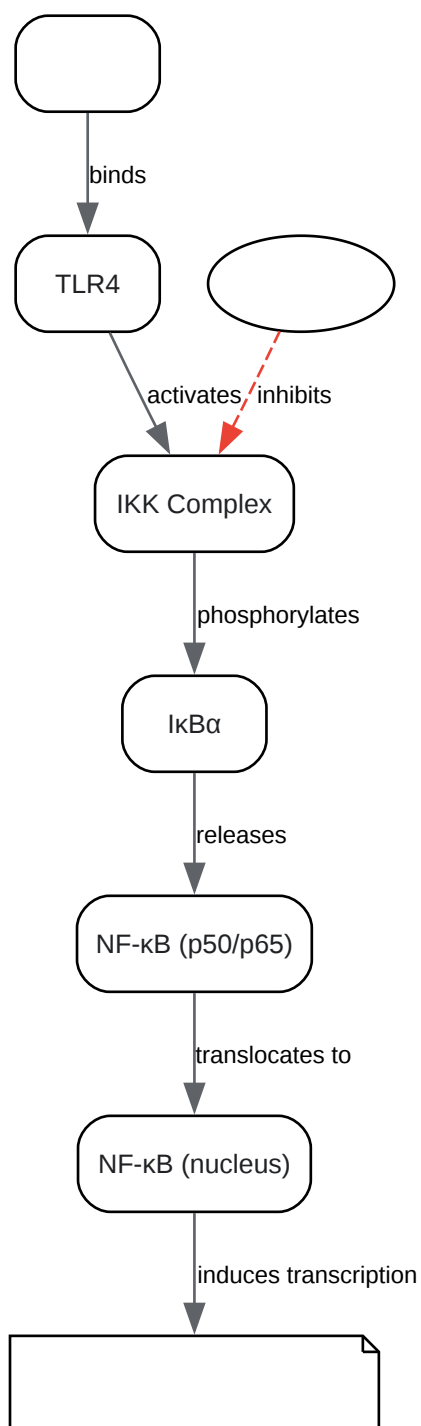 binds
TLR4
activates
inhibits
IKK Complex
phosphorylates
IκBα
releases
NF-κB (p50/p65)
translocates to
NF-κB (nucleus)
induces transcription